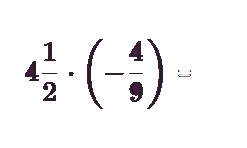 4 1/2 · (− 4/9) =